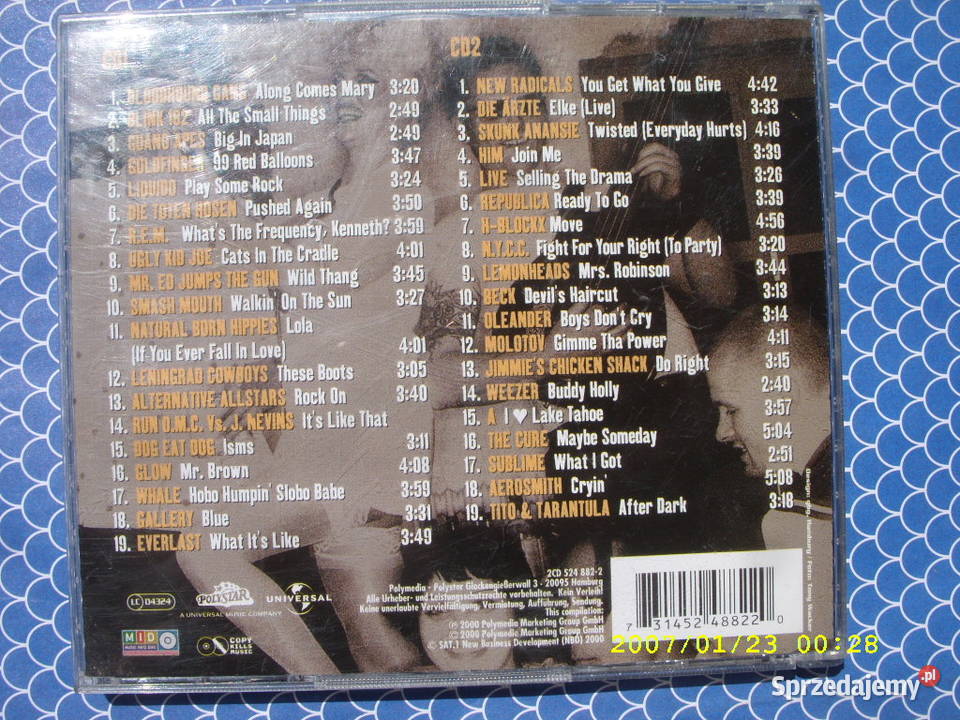 CD1
1. BLOODHOUND GANG Along Comes Mary 3:20
2. BLINK 182 All The Small Things 2:49
3. GUANO APES Big In Japan 2:49
4. GOLDFINGER 99 Red Balloons 3:47
5. LIQUIDO Play Some Rock 3:24
6. DIE TOTEN HOSEN Pushed Again 3:50
7. R.E.M. What's The Frequency, Kenneth? 3:59
8. UGLY KID JOE Cats In The Cradle 4:01
9. MR. ED JUMPS THE GUN Wild Thang 3:45
10. SMASH MOUTH Walkin' On The Sun 3:27
11. NATURAL BORN HIPPIES Lola
(If You Ever Fall In Love) 4:01
12. LENINGRAD COWBOYS These Boots 3:05
13. ALTERNATIVE ALLSTARS Rock On 3:40
14. RUN D.M.C. Vs. J. NEVINS It's Like That
15. DOG EAT DOG Isms 3:11
16. GLOW Mr. Brown 4:08
17. WHALE Hobo Humpin' Slobo Babe 3:59
18. GALLERY Blue 3:31
19. EVERLAST What It's Like 3:49
CD2
1. NEW RADICALS You Get What You Give 4:42
2. DIE ÄRZTE Elke (Live) 3:33
3. SKUNK ANANSIE Twisted (Everyday Hurts) 4:16
4. HIM Join Me 3:39
5. LIVE Selling The Drama 3:26
6. REPUBLICA Ready To Go 3:39
7. H-BLOCKX Move 4:56
8. N.Y.C.C. Fight For Your Right (To Party) 3:20
9. LEMONHEADS Mrs. Robinson 3:44
10. BECK Devil's Haircut 3:13
11. OLEANDER Boys Don't Cry 3:14
12. MOLOTOV Gimme Tha Power 4:11
13. JIMMIE'S CHICKEN SHACK Do Right 3:15
14. WEEZER Buddy Holly 2:40
15. A I ♥ Lake Tahoe 3:57
16. THE CURE Maybe Someday 5:04
17. SUBLIME What I Got 2:51
18. AEROSMITH Cryin' 5:08
19. TITO & TARANTULA After Dark 3:18
Design: qng, Hamburg / Foto: Tony Wacker
LC 04324
POLYSTAR
A UNIVERSAL MUSIC COMPANY
UNIVERSAL
MID
COPY
KILLS
MUSIC
2CD 524 882-2
Polymedia - Polystar Glockengießerwall 3 - 20095 Hamburg
Alle Urheber- und Leistungsschutzrechte vorbehalten. Kein Verleih!
Keine unerlaubte Vervielfältigung, Vermietung, Aufführung, Sendung.
This compilation:
℗ 2000 Polymedia Marketing Group GmbH
© 2000 Polymedia Marketing Group GmbH
© SAT.1 New Business Development (NBD) 2000
7 31452 48822 0
2007/01/23 00:28
Sprzedajemy.pl